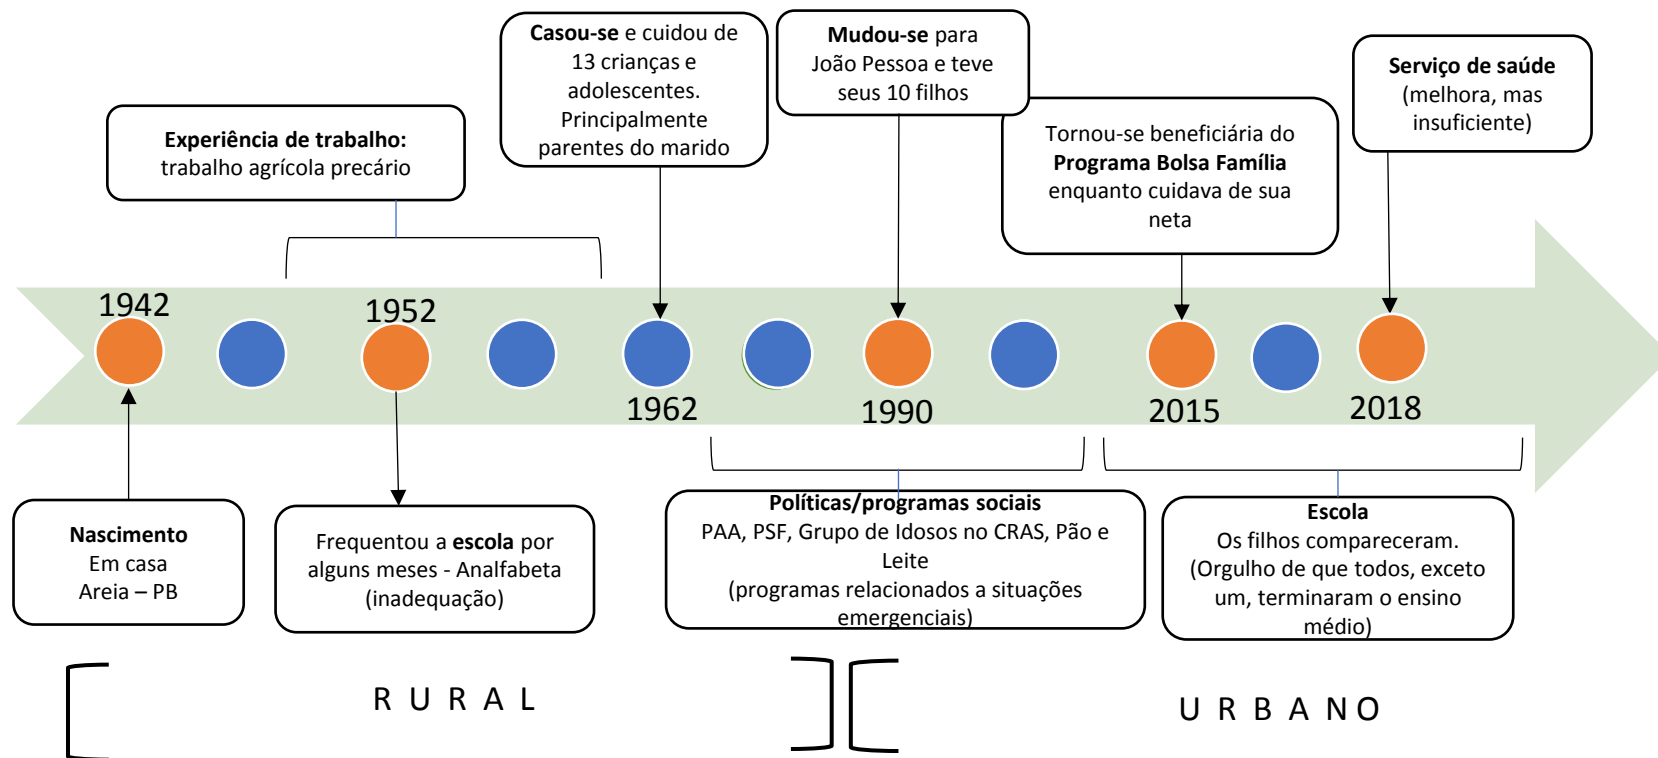 Casou-se e cuidou de
13 crianças e
adolescentes.
Principalmente
parentes do marido
Mudou-se para
João Pessoa e teve
seus 10 filhos
Serviço de saúde
(melhora, mas
insuficiente)
Experiência de trabalho:
trabalho agrícola precário
Tornou-se beneficiária do
Programa Bolsa Família
enquanto cuidava de sua
neta
1942
1952
1962
1990
2015
2018
Nascimento
Em casa
Areia – PB
Frequentou a escola por
alguns meses - Analfabeta
(inadequação)
Políticas/programas sociais
PAA, PSF, Grupo de Idosos no CRAS, Pão e
Leite
(programas relacionados a situações
emergenciais)
Escola
Os filhos compareceram.
(Orgulho de que todos, exceto
um, terminaram o ensino
médio)
R U R A L
U R B A N O